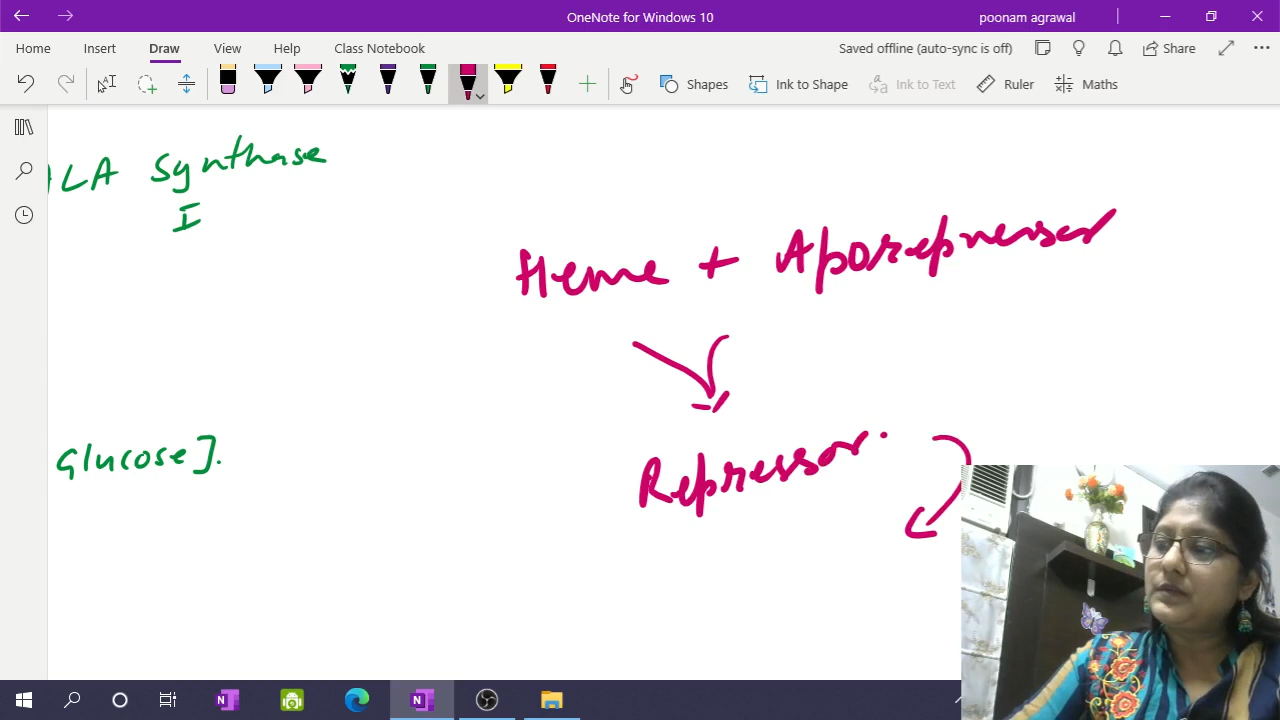 OneNote for Windows 10
poonam agrawal
Home Insert Draw View Help Class Notebook
Saved offline (auto-sync is off)
Share
Shapes
Ink to Shape
Ink to Text
Ruler
Maths
ALA synthase
I
Heme + Aporepressor
Repressor.
glucose].